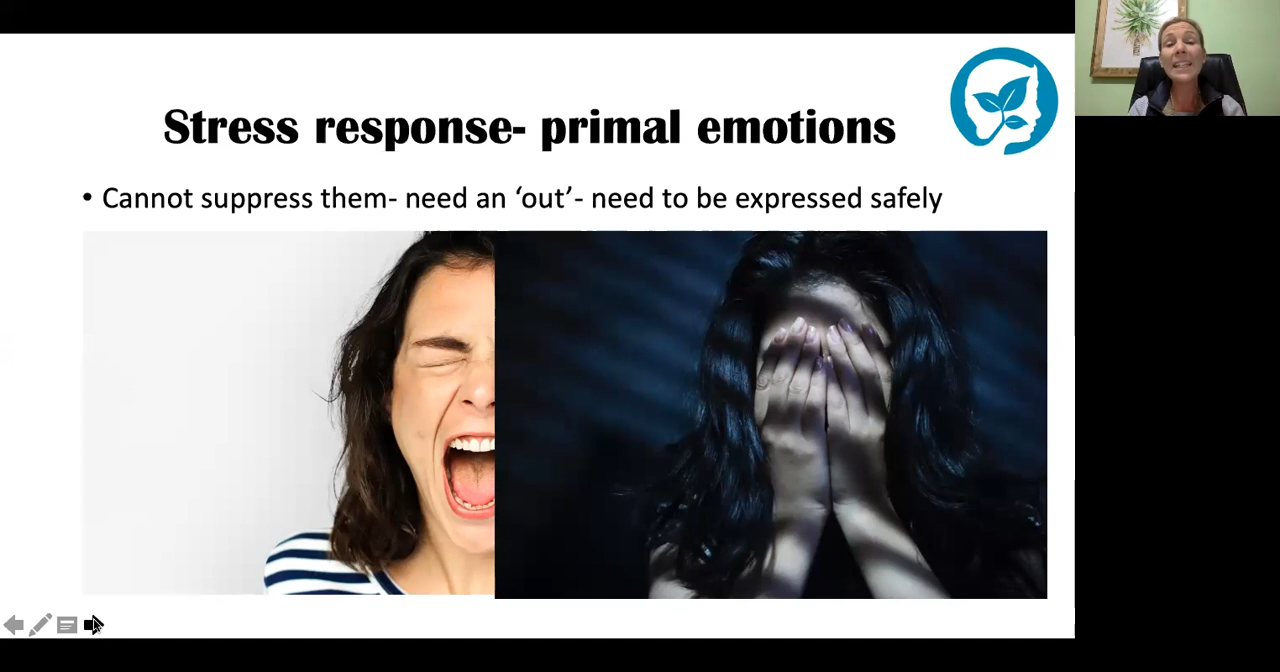 Stress response- primal emotions
• Cannot suppress them- need an ‘out’- need to be expressed safely